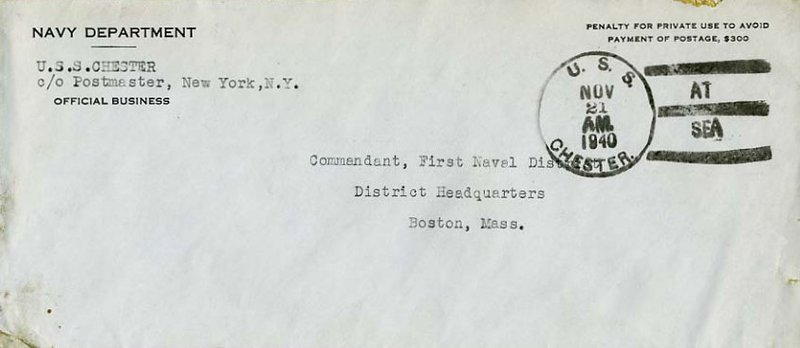 NAVY DEPARTMENT
U.S.S.CHESTER
c/o Postmaster, New York,N.Y.
OFFICIAL BUSINESS
PENALTY FOR PRIVATE USE TO AVOID
PAYMENT OF POSTAGE, $300
U. S. S.
NOV
21
AM.
1940
CHESTER.
AT
SEA
Commandant, First Naval District
District Headquarters
Boston, Mass.